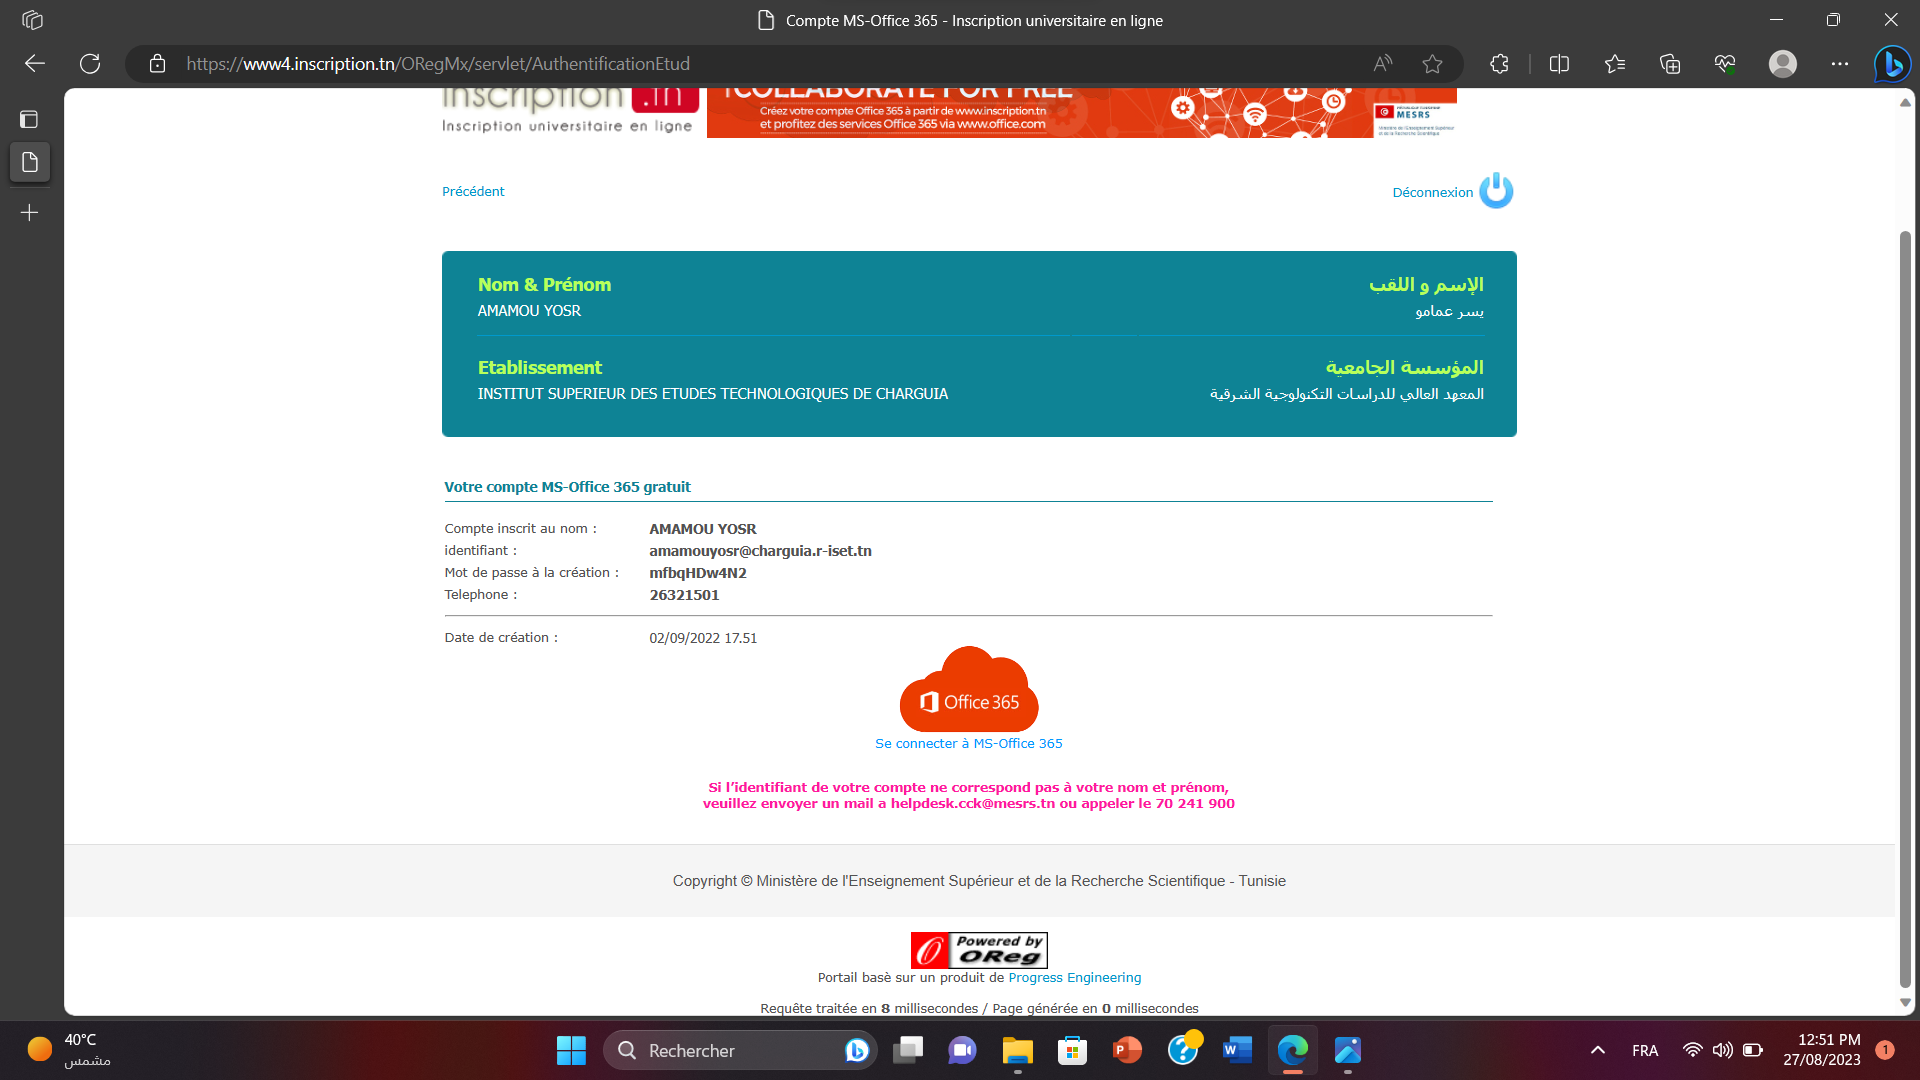 Compte MS-Office 365 - Inscription universitaire en ligne
https://www4.inscription.tn/ORegMx/servlet/AuthentificationEtud
inscription .tn
Inscription universitaire en ligne
COLLABORATE FOR FREE
Créez votre compte Office 365 à partir de www.inscription.tn
et profitez des services Office 365 via www.office.com
MESRS
Précédent
Déconnexion
Nom & Prénom
الإسم و اللقب
AMAMOU YOSR
يسر عمامو
Etablissement
المؤسسة الجامعية
INSTITUT SUPERIEUR DES ETUDES TECHNOLOGIQUES DE CHARGUIA
المعهد العالي للدراسات التكنولوجية الشرقية
Votre compte MS-Office 365 gratuit
Compte inscrit au nom : AMAMOU YOSR
identifiant : amamouyosr@charguia.r-iset.tn
Mot de passe à la création : mfbqHDw4N2
Telephone : 26321501
Date de création : 02/09/2022 17.51
Office 365
Se connecter à MS-Office 365
Si l’identifiant de votre compte ne correspond pas à votre nom et prénom,
veuillez envoyer un mail a helpdesk.cck@mesrs.tn ou appeler le 70 241 900
Copyright © Ministère de l'Enseignement Supérieur et de la Recherche Scientifique - Tunisie
Powered by
OReg
Portail basè sur un produit de Progress Engineering
Requête traitée en 8 millisecondes / Page générée en 0 millisecondes
40°C
مشمس
Rechercher
FRA
12:51 PM
27/08/2023
1